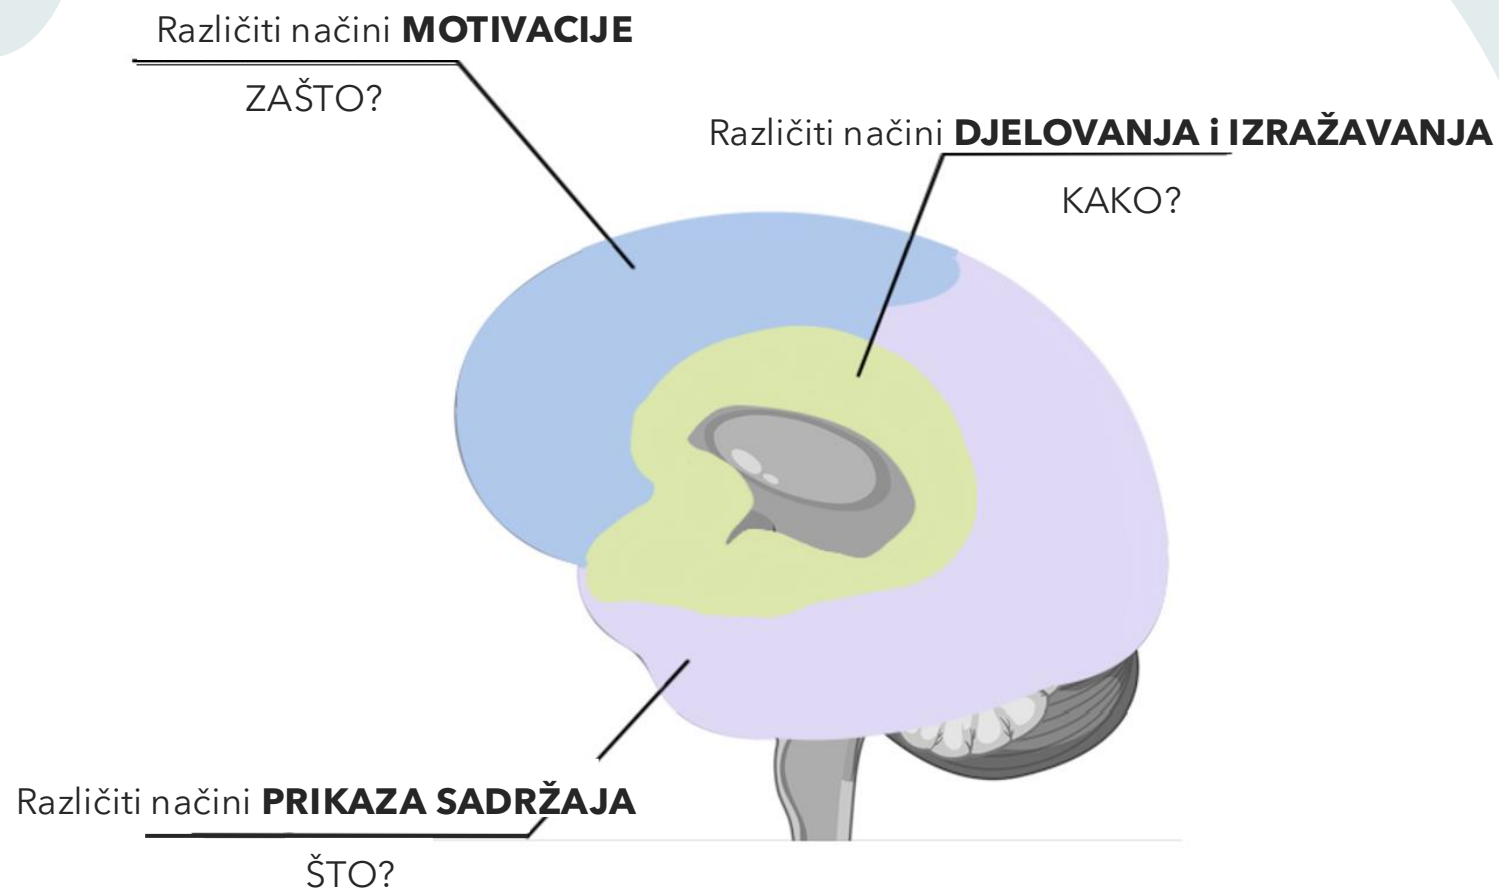 Različiti načini MOTIVACIJE
ZAŠTO?
Različiti načini DJELOVANJA i IZRAŽAVANJA
KAKO?
Različiti načini PRIKAZA SADRŽAJA
ŠTO?